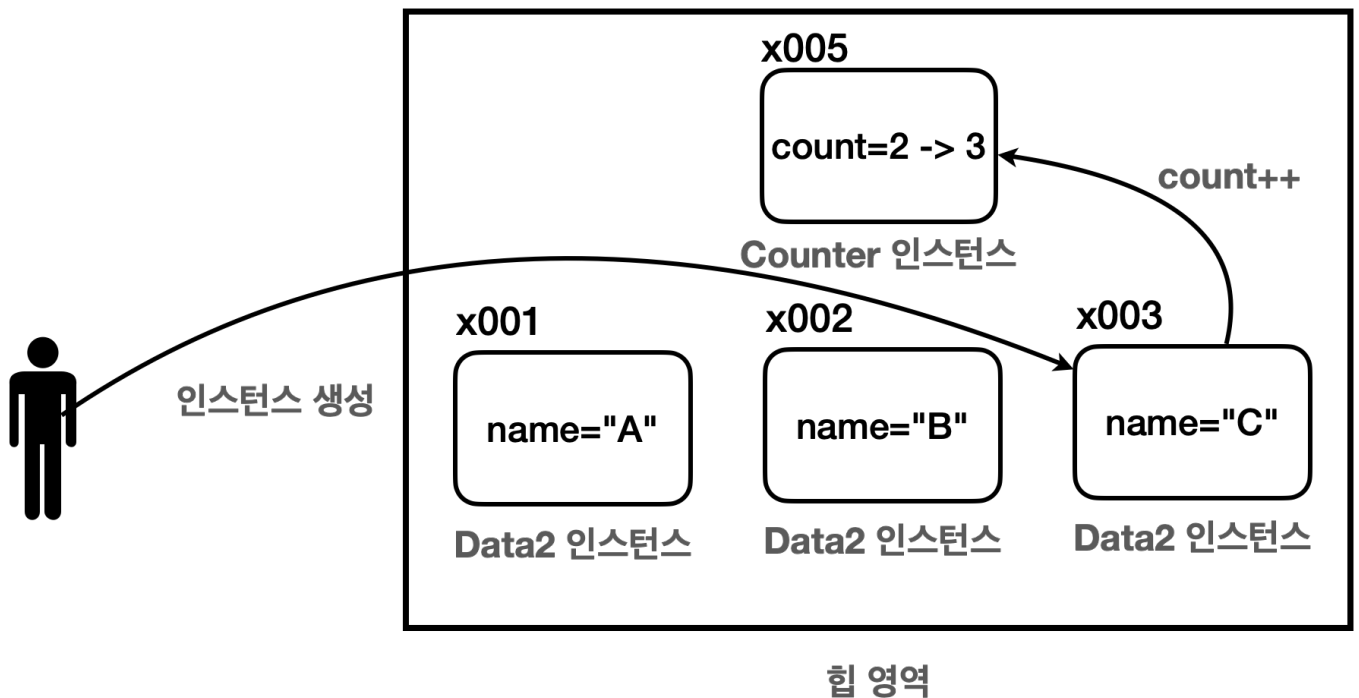 x005
count=2 -> 3
count++
Counter 인스턴스
x001
x002
x003
인스턴스 생성
name="A"
name="B"
name="C"
Data2 인스턴스
Data2 인스턴스
Data2 인스턴스
힙 영역